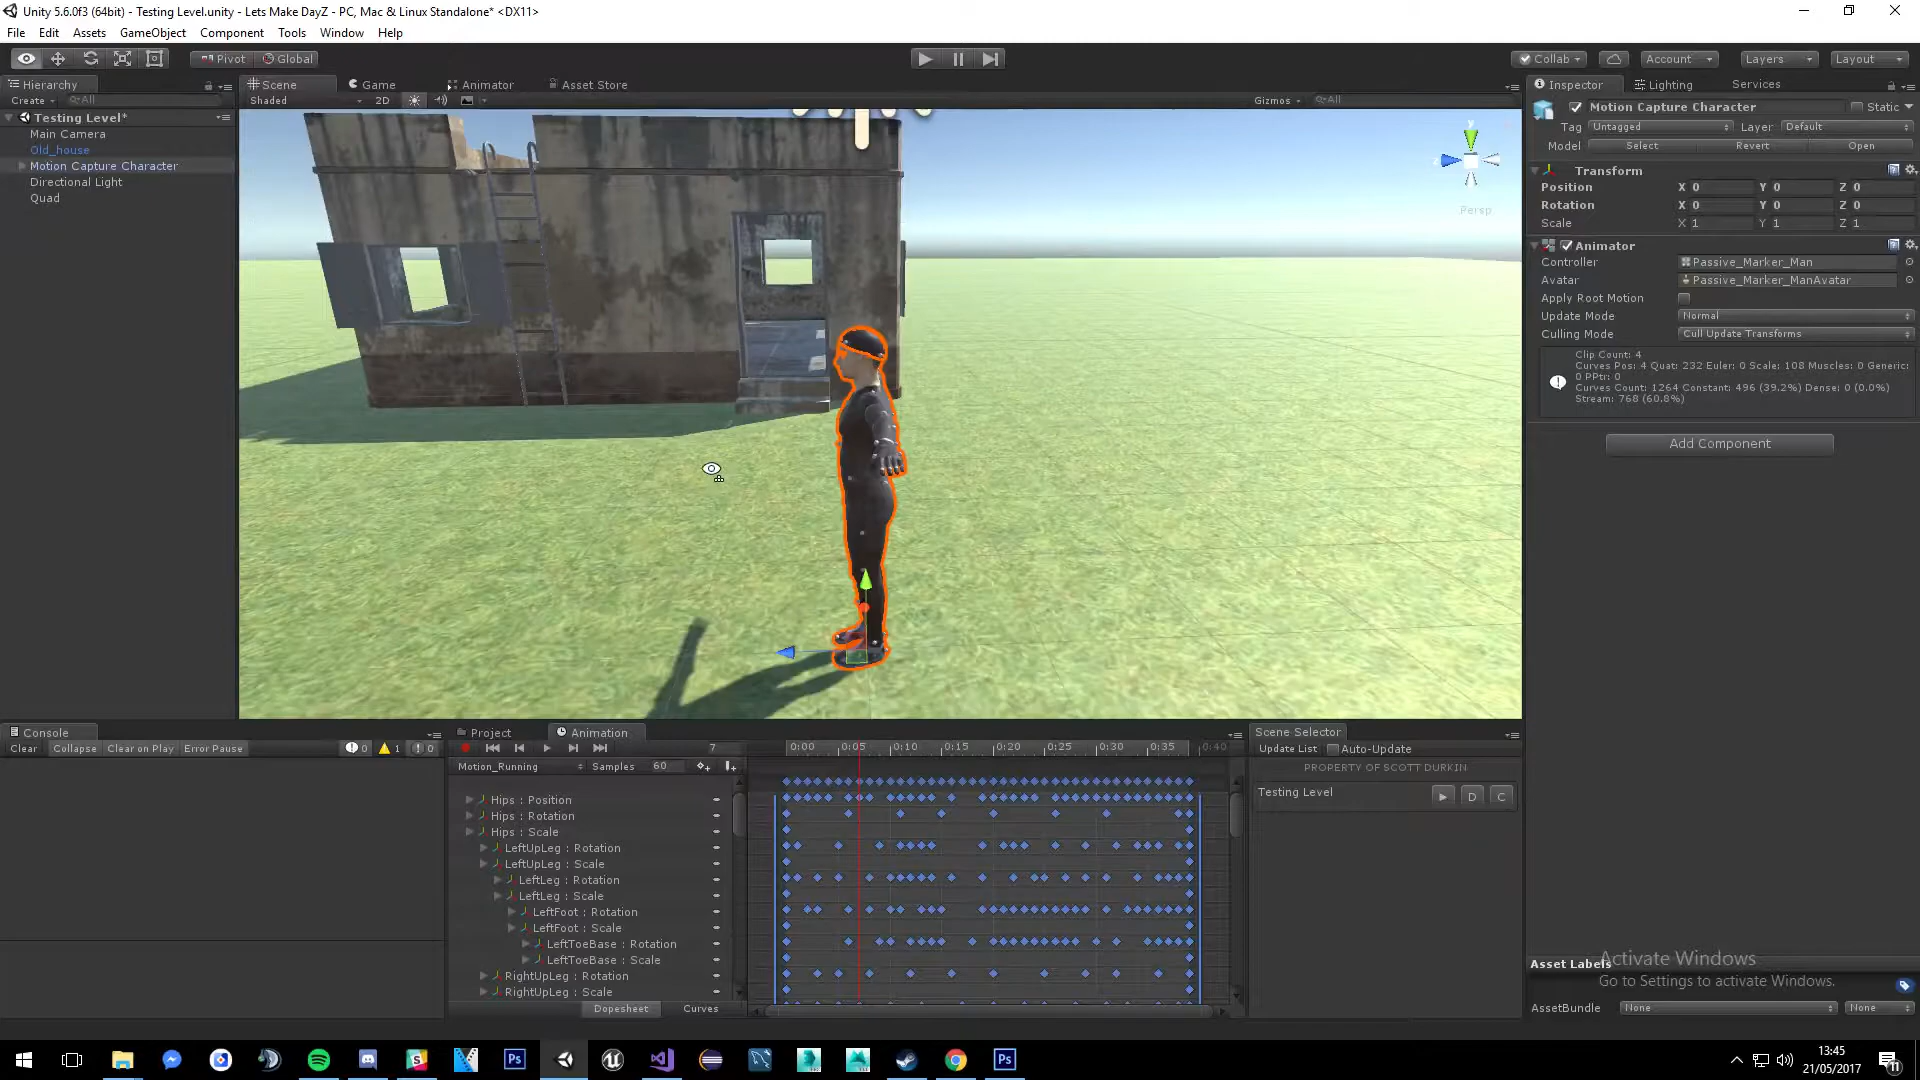 Unity 5.6.0f3 (64bit) - Testing Level.unity - Lets Make DayZ - PC, Mac & Linux Standalone* <DX11>
File Edit Assets GameObject Component Tools Window Help
Pivot Global Collab Account Layers Layout
Hierarchy
Create All
Testing Level*
Main Camera
Old_house
Motion Capture Character
Directional Light
Quad
Scene Game Animator Asset Store
Shaded 2D Gizmos All
y
Persp
Inspector Lighting Services
Motion Capture Character Static
Tag Untagged Layer Default
Model Select Revert Open
Transform
Position X 0 Y 0 Z 0
Rotation X 0 Y 0 Z 0
Scale X 1 Y 1 Z 1
Animator
Controller Passive_Marker_Man
Avatar Passive_Marker_ManAvatar
Apply Root Motion
Update Mode Normal
Culling Mode Cull Update Transforms
Clip Count: 4
Curves Pos: 4 Quat: 232 Euler: 0 Scale: 108 Muscles: 0 Generic:
0 PPtr: 0
Curves Count: 1264 Constant: 496 (39.2%) Dense: 0 (0.0%)
Stream: 768 (60.8%)
Add Component
Console
Clear Collapse Clear on Play Error Pause 0 1 0
Project Animation
7 0:00 0:05 0:10 0:15 0:20 0:25 0:30 0:35 0:40
Motion_Running Samples 60
Hips : Position
Hips : Rotation
Hips : Scale
LeftUpLeg : Rotation
LeftUpLeg : Scale
LeftLeg : Rotation
LeftLeg : Scale
LeftFoot : Rotation
LeftFoot : Scale
LeftToeBase : Rotation
LeftToeBase : Scale
RightUpLeg : Rotation
RightUpLeg : Scale
Dopesheet Curves
Scene Selector
Update List Auto-Update
PROPERTY OF SCOTT DURKIN
Testing Level D C
Asset Labels
Activate Windows
Go to Settings to activate Windows.
AssetBundle None None
Ps Ps
13:45
21/05/2017
11